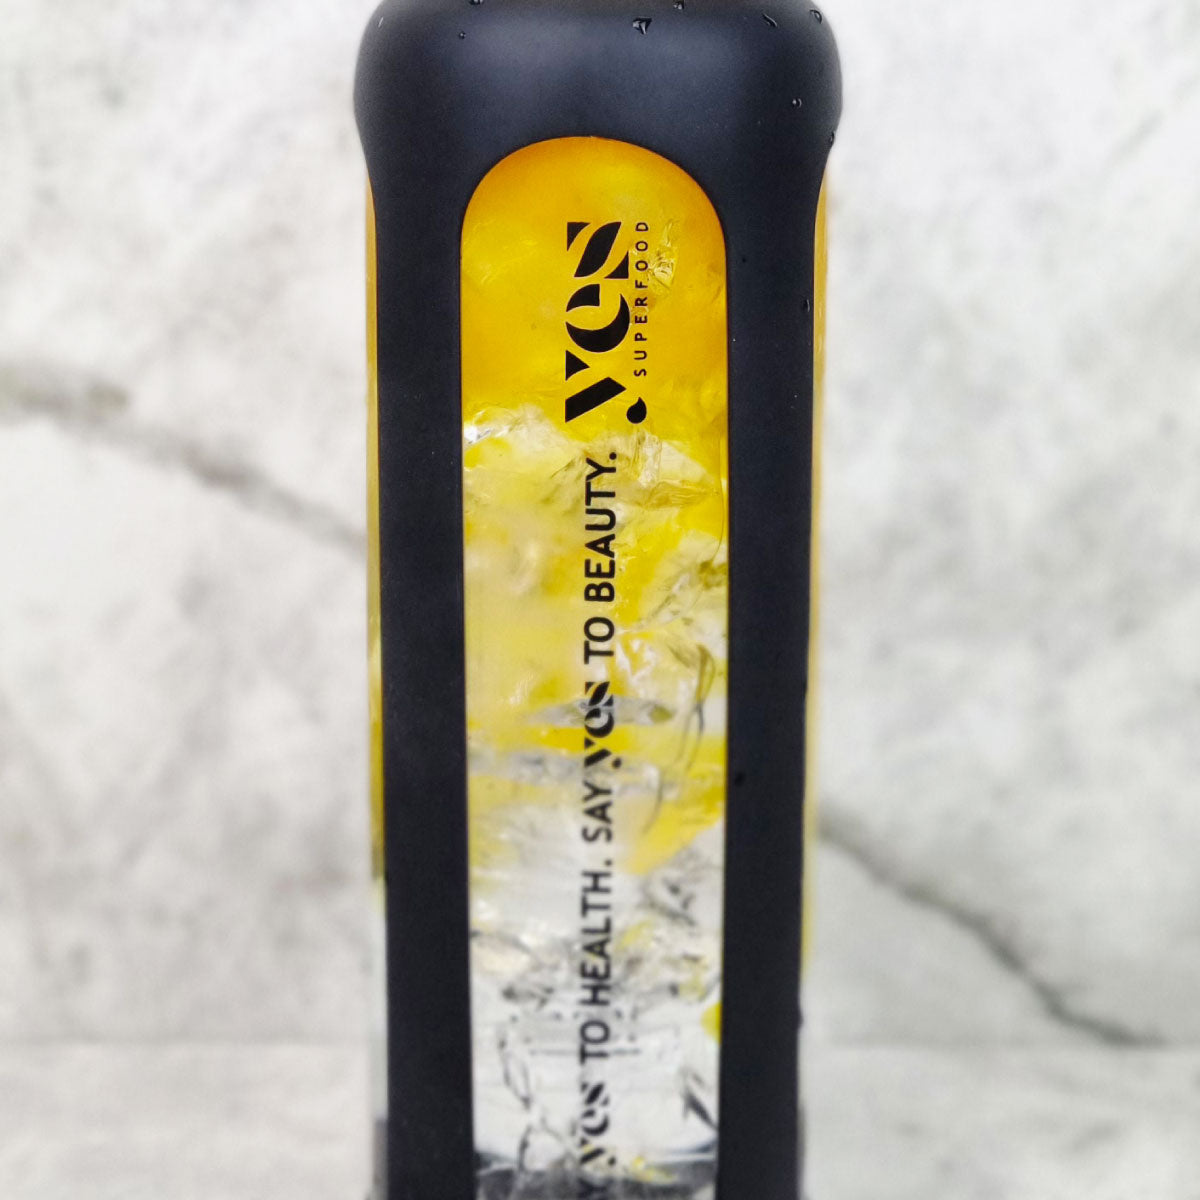 yes
SUPERFOOD
Y yes TO HEALTH. SAY yes TO BEAUTY.